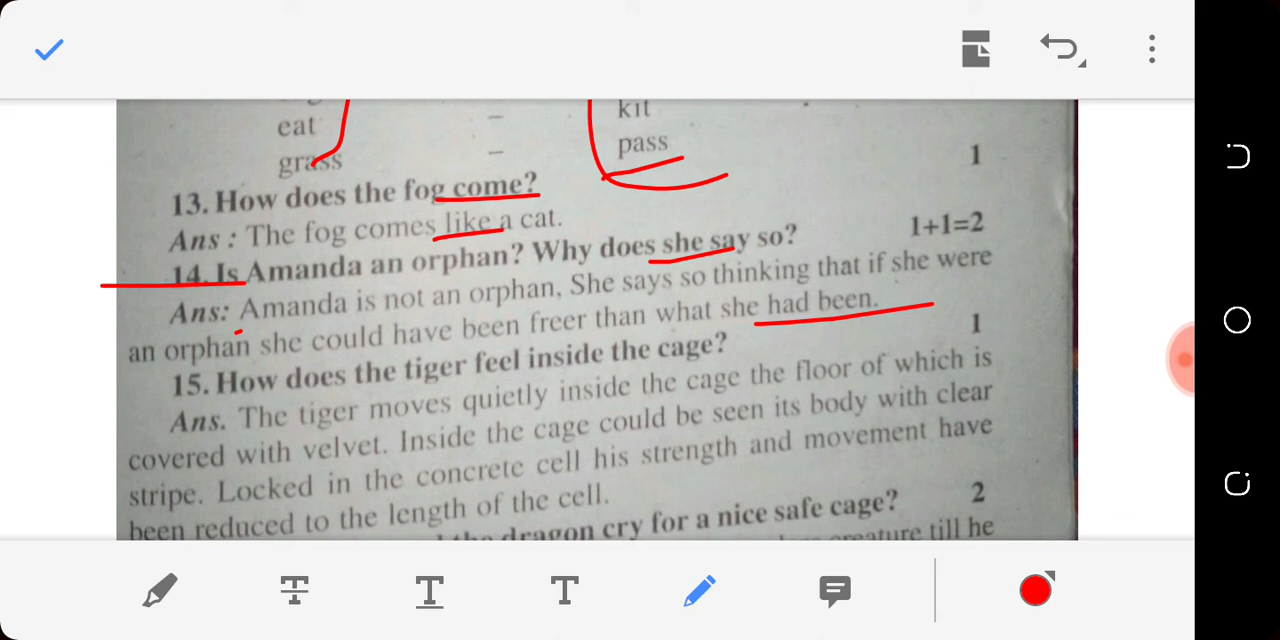 eat – kit
grass – pass
13. How does the fog come? 1
Ans : The fog comes like a cat.
14. Is Amanda an orphan? Why does she say so? 1+1=2
Ans: Amanda is not an orphan, She says so thinking that if she were
an orphan she could have been freer than what she had been.
15. How does the tiger feel inside the cage? 1
Ans. The tiger moves quietly inside the cage the floor of which is
covered with velvet. Inside the cage could be seen its body with clear
stripe. Locked in the concrete cell his strength and movement have
been reduced to the length of the cell.
dragon cry for a nice safe cage? 2
creature till he